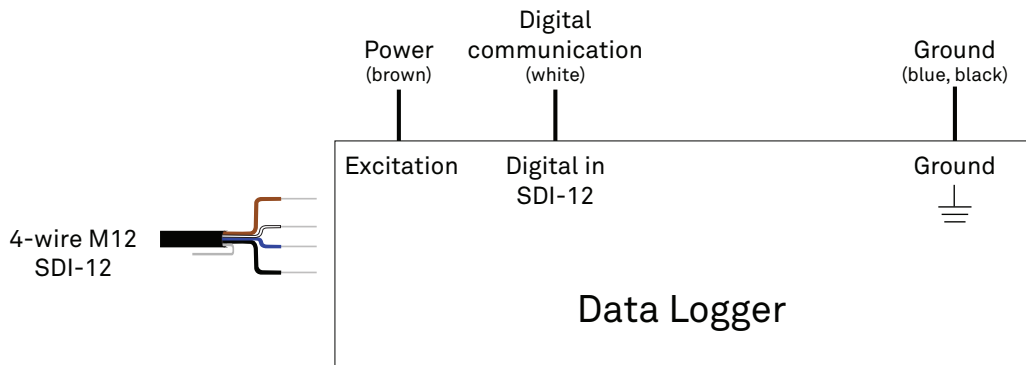 Power
(brown)
Digital
communication
(white)
Ground
(blue, black)
Excitation
Digital in
SDI-12
Ground
4-wire M12
SDI-12
Data Logger